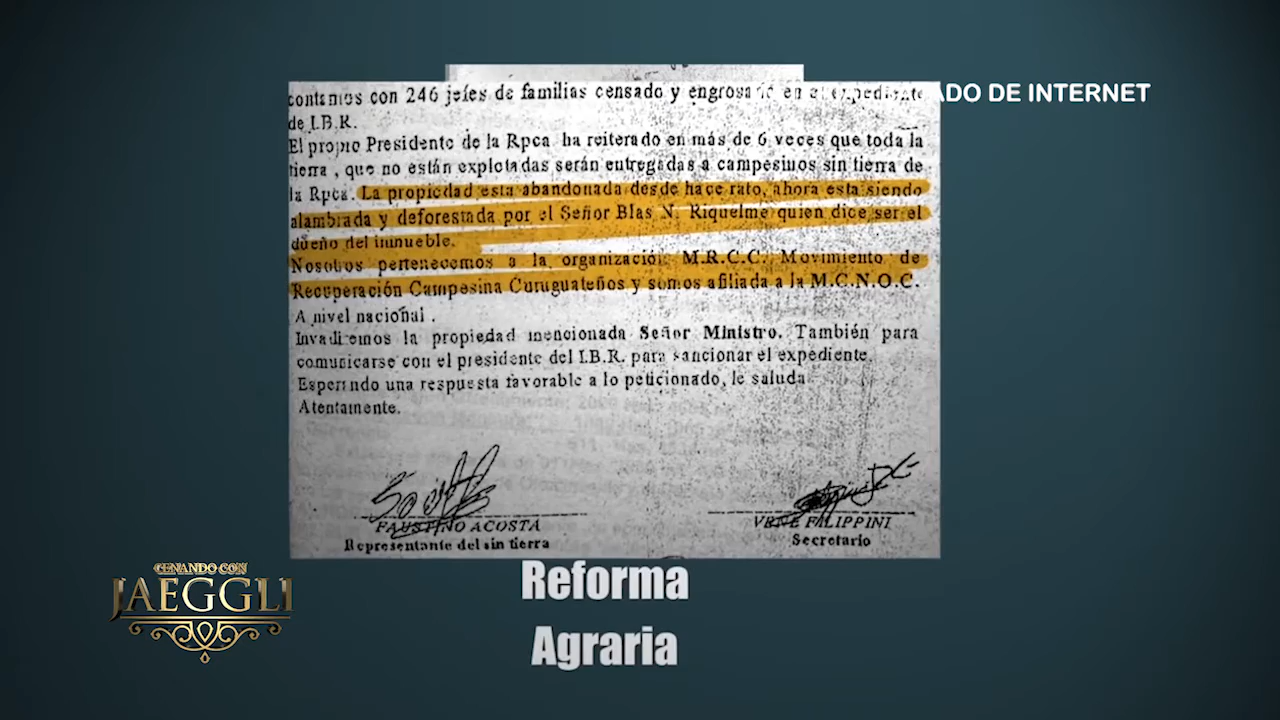 contamos con 246 jefes de familias censado y engrosado en el expediente
ADO DE INTERNET
de I.B.R.
El propio Presidente de la Rpca ha reiterado en más de 6 veces que toda la
tierra , que no están explotadas serán entregadas a campesinos sin tierra de
la Rpca. La propiedad esta abandonada desde hace rato, ahora esta siendo
alambrada y deforestada por el Señor Blas N. Riquelme quien dice ser el
dueño del inmueble.
Nosotros pertenecemos a la organización M.R.C.C. Movimiento de
Recuperación Campesina Curuguateños y somos afiliada a la M.C.N.O.C.
A nivel nacional .
Invadiremos la propiedad mencionada Señor Ministro. También para
comunicarse con el presidente del I.B.R. para sancionar el expediente.
Esperando una respuesta favorable a lo peticionado, le saluda
Atentamente.
FAUSTINO ACOSTA
Representante del sin tierra
FILIPPINI
Secretario
CENANDO CON
JAEGGLI
Reforma
Agraria